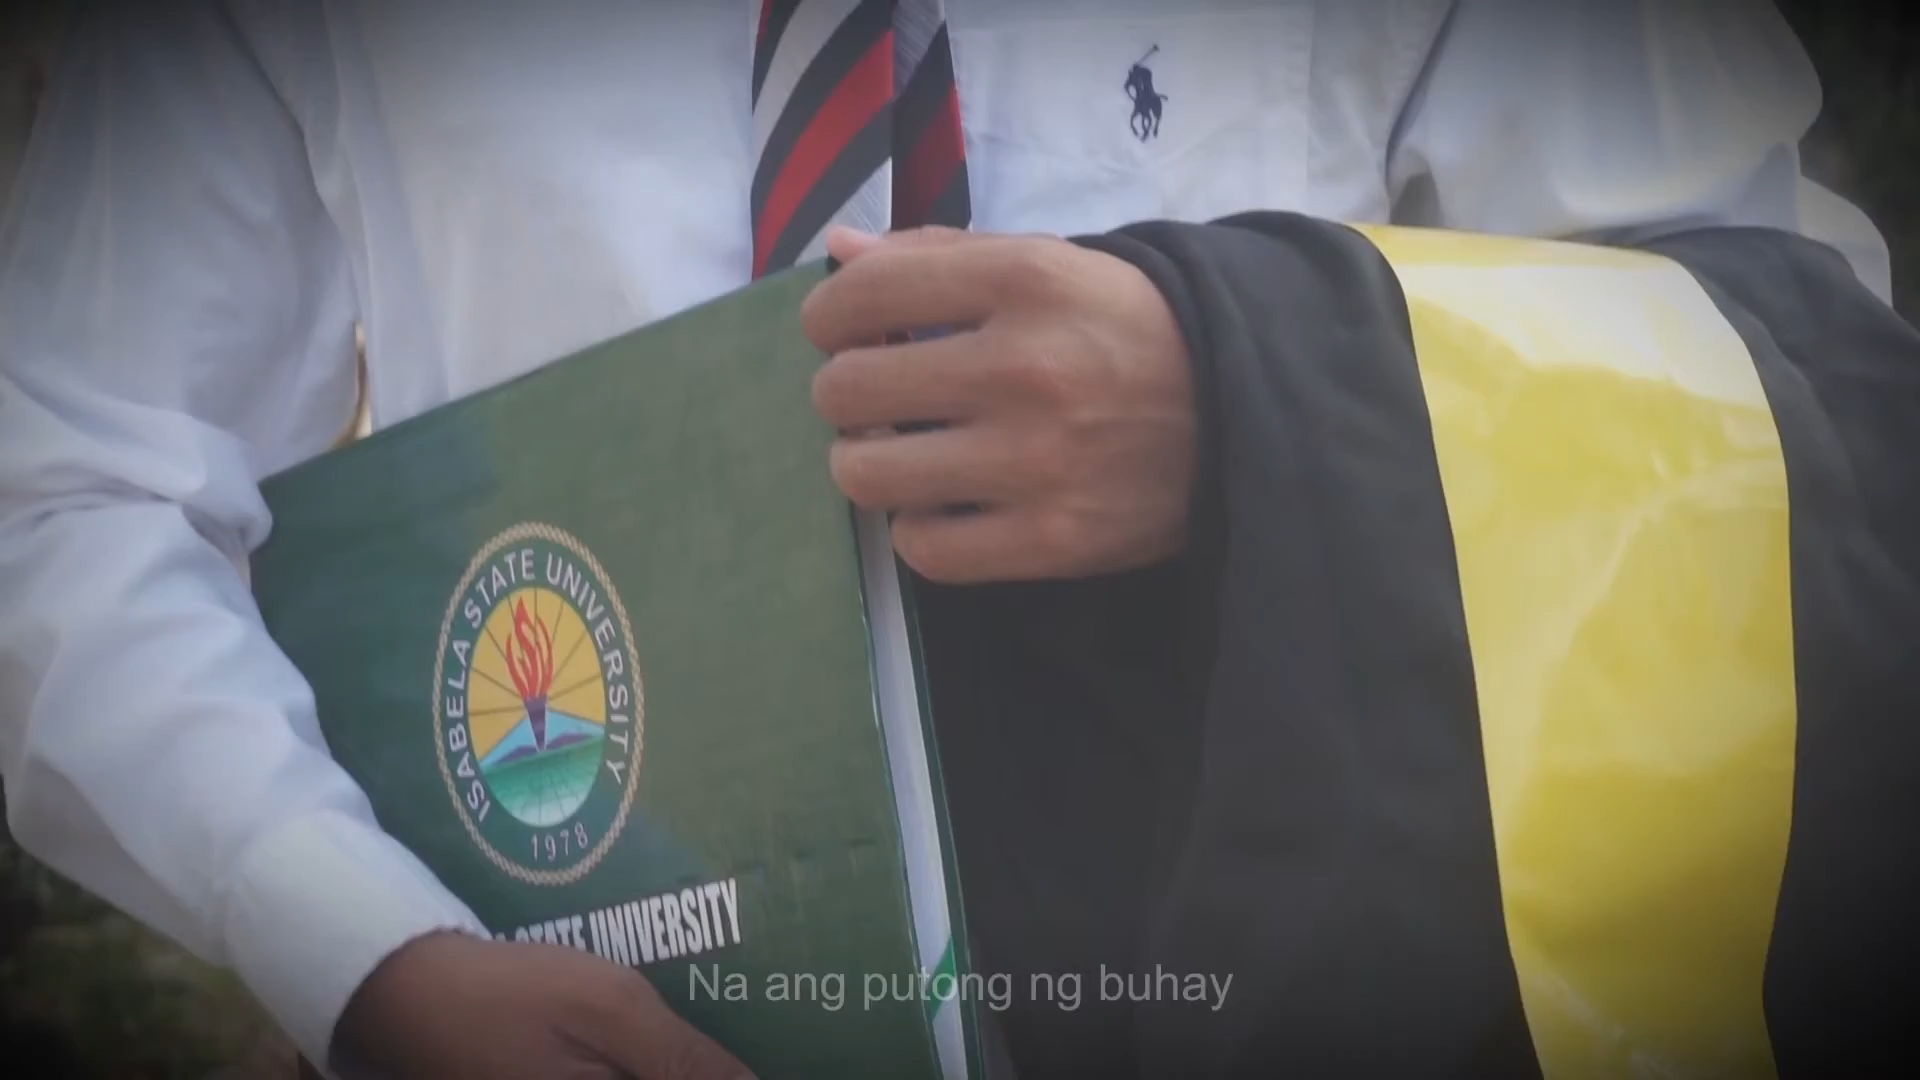 ISABELA STATE UNIVERSITY
1978
STATE UNIVERSITY
Na ang putong ng buhay